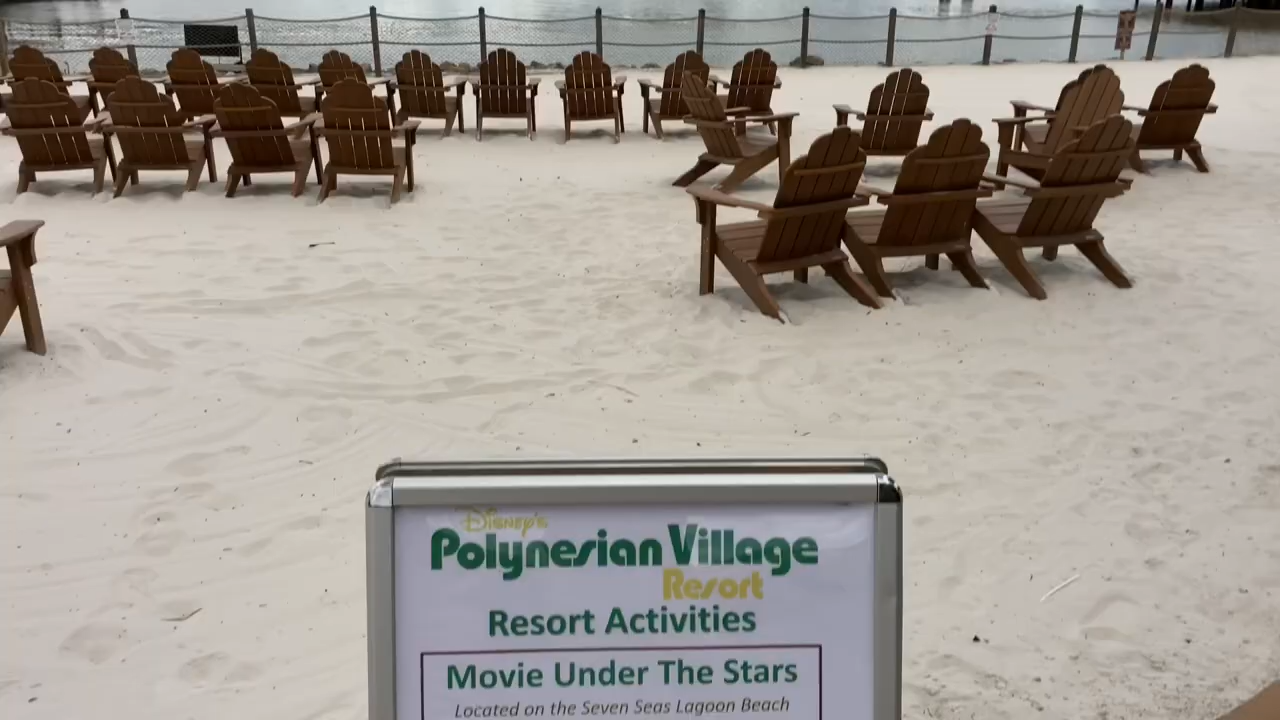 Disney's
Polynesian Village
Resort
Resort Activities
Movie Under The Stars
Located on the Seven Seas Lagoon Beach